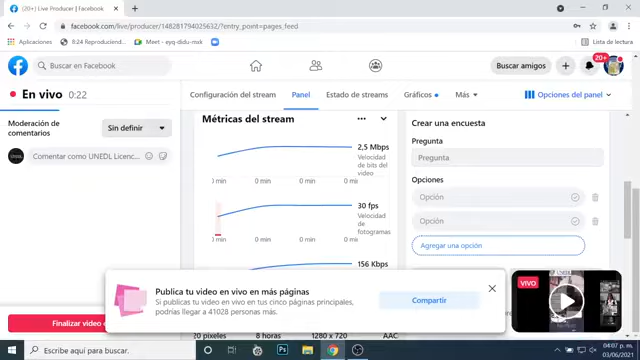 (20+) Live Producer | Facebook
facebook.com/live/producer/148281794025632/?entry_point=pages_feed
Aplicaciones
8:24 Reproduciend...
Meet - eyq-didu-nsk
Lista de lectura
Buscar en Facebook
Buscar amigos
20+
En vivo 0:22
Configuración del stream
Panel
Estado de streams
Gráficos
Más
Opciones del panel
Moderación de comentarios
Sin definir
Comentar como UNEDL Licenc...
Métricas del stream
2,5 Mbps
Velocidad de bits del video
0 min
0 min
0 mi
30 fps
Velocidad de fotogramas
0 min
0 min
0 mi
156 Kbps
Crear una encuesta
Pregunta
Pregunta
Opciones
Opción
Opción
Agregar una opción
Publica tu video en vivo en más páginas
Si publicas tu video en vivo en tus cinco páginas principales,
podrías llegar a 41028 personas más.
Compartir
VIVO
Finalizar video
20 píxeles
8 horas
1280 x 720
AAC
Escribe aquí para buscar.
04:07 p. m.
03/06/2021